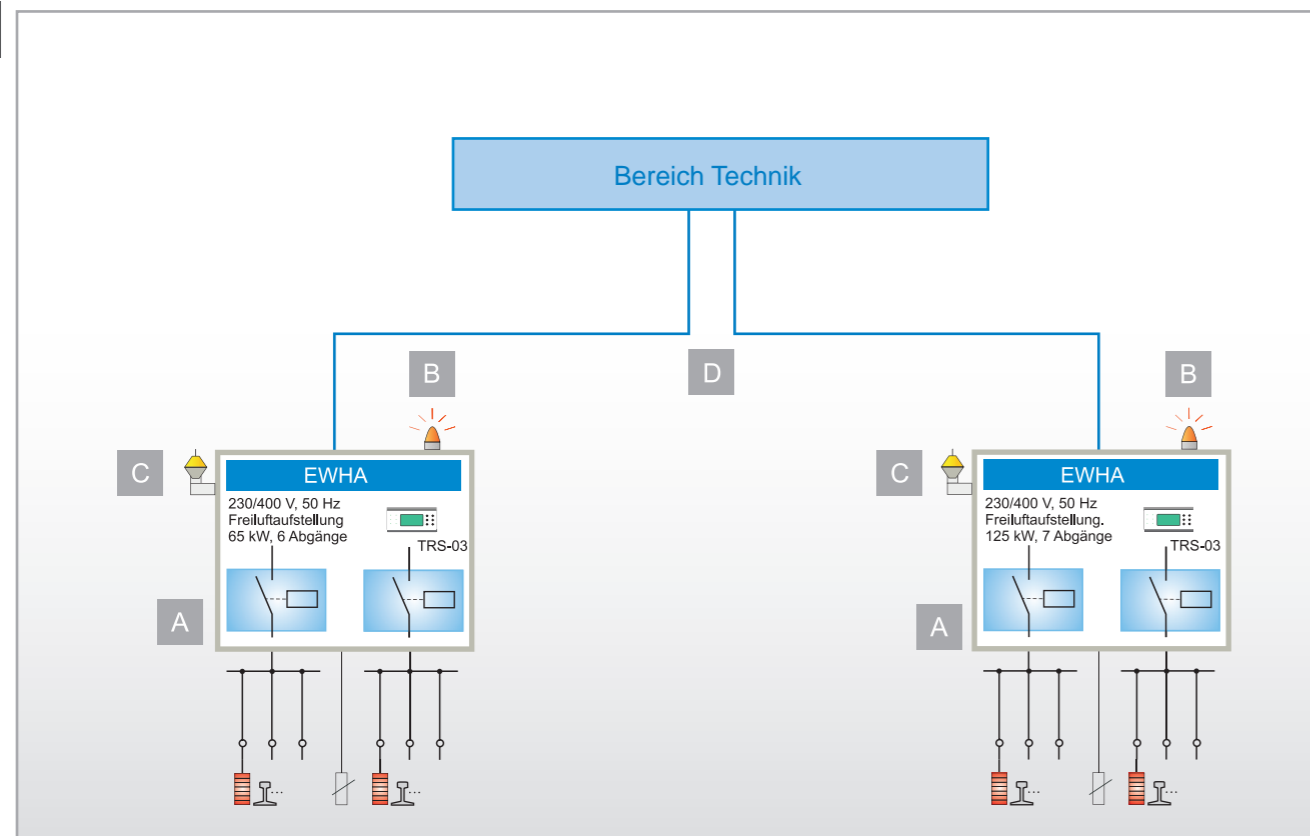 Bereich Technik
B
D
B
C
EWHA
230/400 V, 50 Hz
Freiluftaufstellung
65 kW, 6 Abgänge
TRS-03
A
C
EWHA
230/400 V, 50 Hz
Freiluftaufstellung.
125 kW, 7 Abgänge
TRS-03
A
...
...
...
...